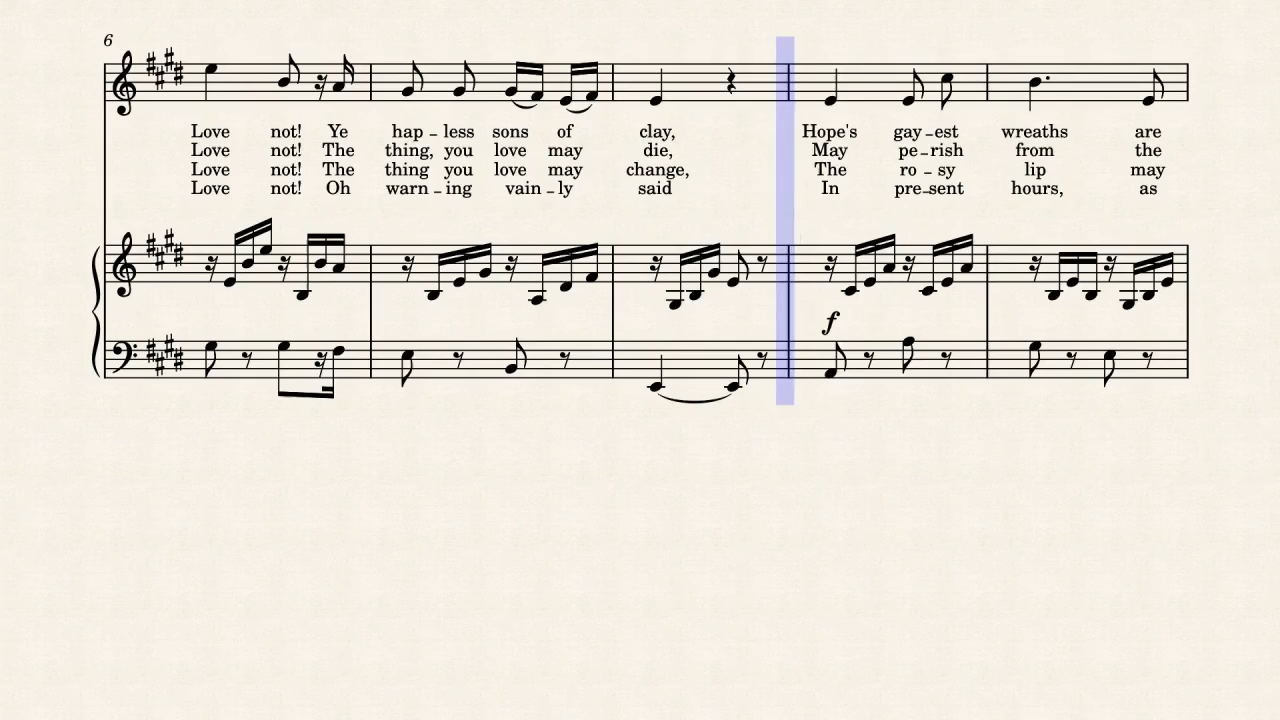 6
Love not! Ye hap – less sons of clay, Hope's gay – est wreaths are
Love not! The thing, you love may die, May pe – rish from the
Love not! The thing you love may change, The ro – sy lip may
Love not! Oh warn – ing vain – ly said In pre – sent hours, as
f